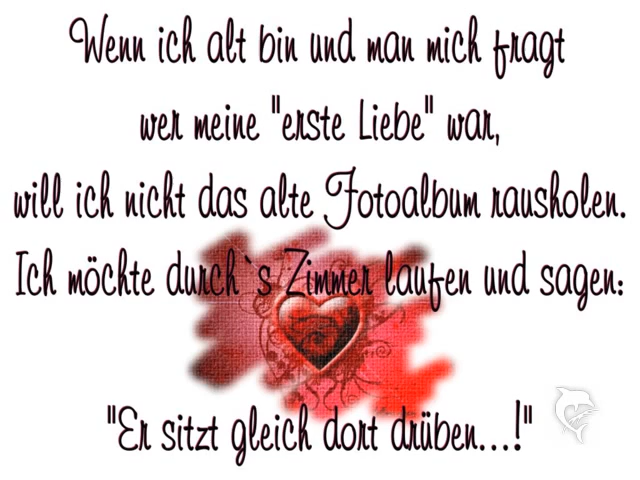 Wenn ich alt bin und man mich fragt
wer meine "erste Liebe" war,
will ich nicht das alte Fotoalbum rausholen.
Ich möchte durch`s Zimmer laufen und sagen:
"Er sitzt gleich dort drüben...!"